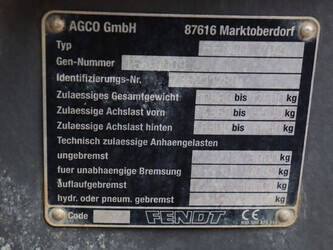 AGCO GmbH 87616 Marktoberdorf
Typ
Gen-Nummer
Identifizierungs-Nr.
Zulaessiges Gesamtgewicht bis kg
Zulaessige Achslast vorn bis kg
Zulaessige Achslast hinten bis kg
Technisch zulaessige Anhaengelasten
ungebremst kg
fuer unabhaengige Bremsung kg
auflaufgebremst kg
hydr. oder pneum. gebremst kg
Code FENDT CE